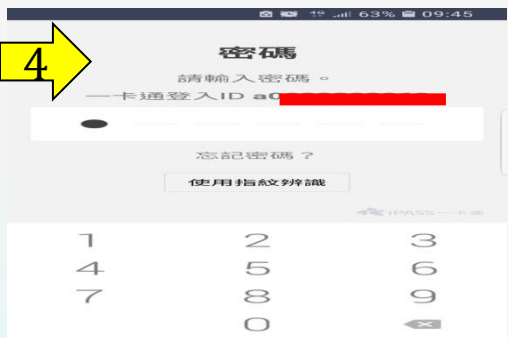 63% 09:45
4
密碼
請輸入密碼。
一卡通登入ID a0
忘記密碼？
使用指紋辨識
iPASS 一卡通
1 2 3
4 5 6
7 8 9
0